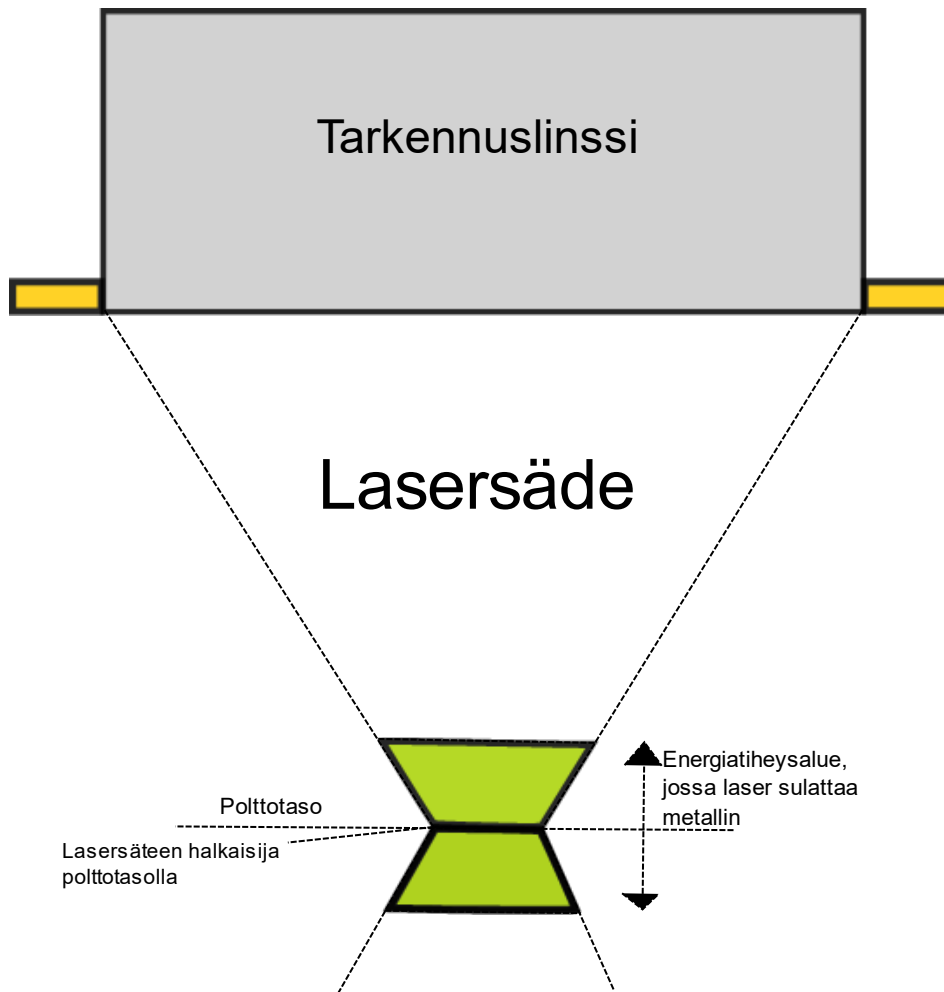 Tarkennuslinssi
Lasersäde
Energiatiheysalue,
jossa laser sulattaa
metallin
Polttotaso
Lasersäteen halkaisija
polttotasolla